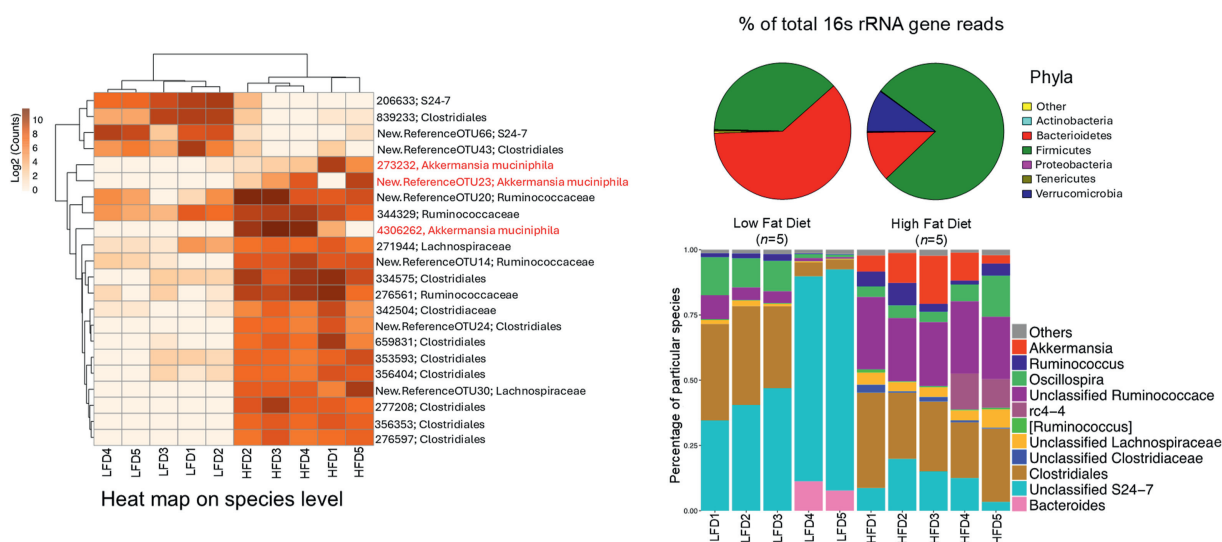 % of total 16s rRNA gene reads
Log2 (Counts)
10
8
6
4
2
0
206633; S24-7
839233; Clostridiales
New.ReferenceOTU66; S24-7
New.ReferenceOTU43; Clostridiales
273232, Akkermansia muciniphila
New.ReferenceOTU23; Akkermansia muciniphila
New.ReferenceOTU20; Ruminococcaceae
344329; Ruminococcaceae
4306262; Akkermansia muciniphila
271944; Lachnospiraceae
New.ReferenceOTU14; Ruminococcaceae
334575; Clostridiales
276561; Ruminococcaceae
342504; Clostridiaceae
New.ReferenceOTU24; Clostridiales
659831; Clostridiales
353593; Clostridiales
356404; Clostridiales
New.ReferenceOTU30; Lachnospiraceae
277208; Clostridiales
356353; Clostridiales
276597; Clostridiales
LFD4
LFD5
LFD3
LFD1
LFD2
HFD2
HFD3
HFD4
HFD1
HFD5
Heat map on species level
Phyla
Other
Actinobacteria
Bacterioidetes
Firmicutes
Proteobacteria
Tenericutes
Verrucomicrobia
Low Fat Diet
(n=5)
High Fat Diet
(n=5)
Percentage of particular species
1.00
0.75
0.50
0.25
0.00
LFD1
LFD2
LFD3
LFD4
LFD5
HFD1
HFD2
HFD3
HFD4
HFD5
Others
Akkermansia
Ruminococcus
Oscillospira
Unclassified Ruminococcace
rc4-4
[Ruminococcus]
Unclassified Lachnospiraceae
Unclassified Clostridiaceae
Clostridiales
Unclassified S24-7
Bacteroides